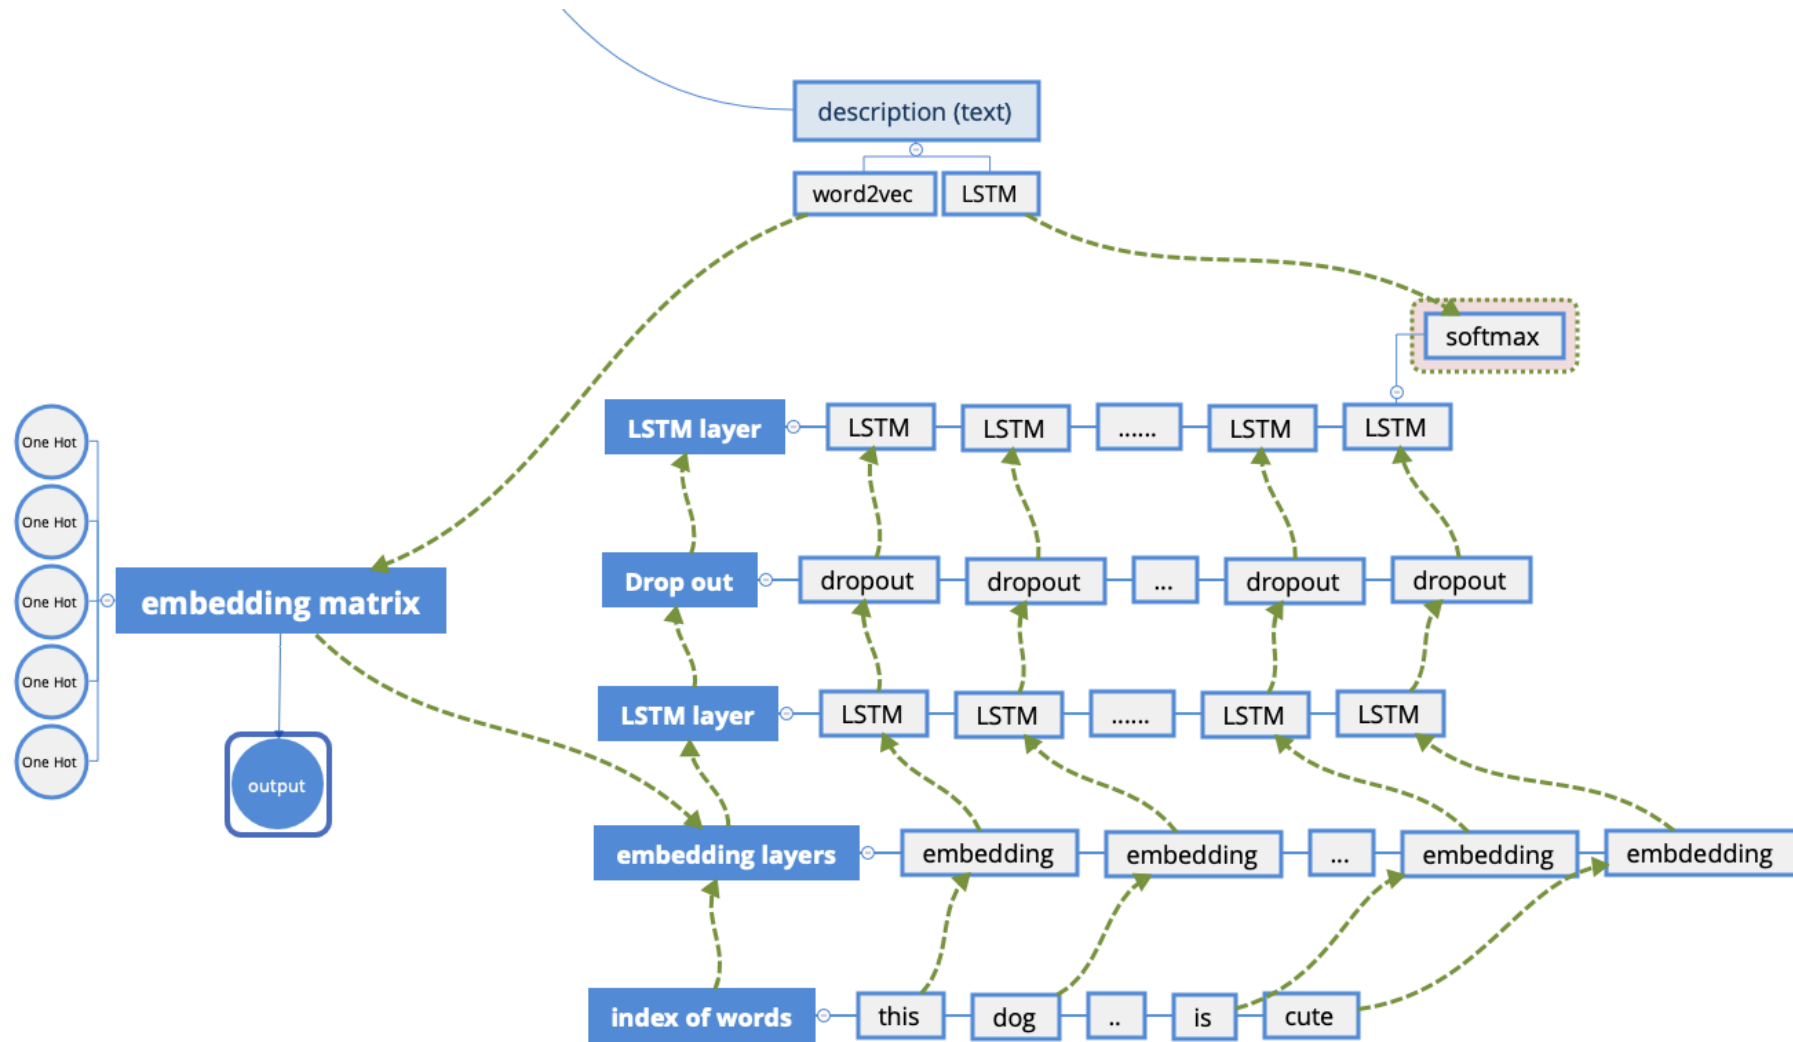 description (text)
word2vec
LSTM
softmax
LSTM layer
LSTM
LSTM
......
LSTM
LSTM
One Hot
One Hot
One Hot
One Hot
One Hot
embedding matrix
output
Drop out
dropout
dropout
...
dropout
dropout
LSTM layer
LSTM
LSTM
......
LSTM
LSTM
embedding layers
embedding
embedding
...
embedding
embdedding
index of words
this
dog
..
is
cute